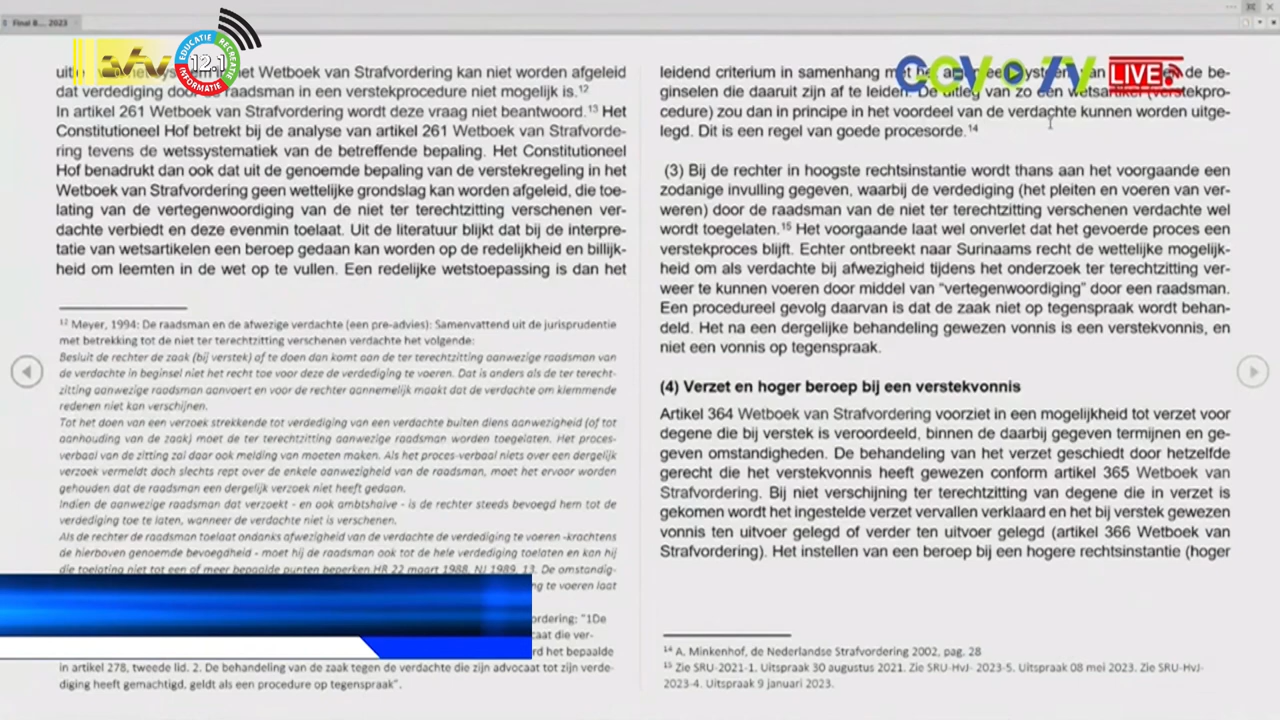 Final B... 2023
atv
EDUCATIE
RECREATIE
INFORMATIE
12.1
CCV TV
LIVE
het Wetboek van Strafvordering kan niet worden afgeleid
dat verdediging door de raadsman in een verstekprocedure niet mogelijk is.12
In artikel 261 Wetboek van Strafvordering wordt deze vraag niet beantwoord.13 Het
Constitutioneel Hof betrekt bij de analyse van artikel 261 Wetboek van Strafvorde-
ring tevens de wetssystematiek van de betreffende bepaling. Het Constitutioneel
Hof benadrukt dan ook dat uit de genoemde bepaling van de verstekregeling in het
Wetboek van Strafvordering geen wettelijke grondslag kan worden afgeleid, die toe-
lating van de vertegenwoordiging van de niet ter terechtzitting verschenen ver-
dachte verbiedt en deze evenmin toelaat. Uit de literatuur blijkt dat bij de interpre-
tatie van wetsartikelen een beroep gedaan kan worden op de redelijkheid en billijk-
heid om leemten in de wet op te vullen. Een redelijke wetstoepassing is dan het
12 Meyer, 1994: De raadsman en de afwezige verdachte (een pre-advies): Samenvattend uit de jurisprudentie
met betrekking tot de niet ter terechtzitting verschenen verdachte het volgende:
Besluit de rechter de zaak (bij verstek) af te doen dan komt aan de ter terechtzitting aanwezige raadsman van
de verdachte in beginsel niet het recht toe voor deze de verdediging te voeren. Dat is anders als de ter terecht-
zitting aanwezige raadsman aanvoert en voor de rechter aannemelijk maakt dat de verdachte om klemmende
redenen niet kan verschijnen.
Tot het doen van een verzoek strekkende tot verdediging van een verdachte buiten diens aanwezigheid (of tot
aanhouding van de zaak) moet de ter terechtzitting aanwezige raadsman worden toegelaten. Het proces-
verbaal van de zitting zal daar ook melding van moeten maken. Als het proces-verbaal niets over een dergelijk
verzoek vermeldt doch slechts rept over de enkele aanwezigheid van de raadsman, moet het ervoor worden
gehouden dat de raadsman een dergelijk verzoek niet heeft gedaan.
Indien de aanwezige raadsman dat verzoekt - en ook ambtshalve - is de rechter steeds bevoegd hem tot de
verdediging toe te laten, wanneer de verdachte niet is verschenen.
Als de rechter de raadsman toelaat ondanks afwezigheid van de verdachte de verdediging te voeren -krachtens
de hierboven genoemde bevoegdheid - moet hij de raadsman ook tot de hele verdediging toelaten en kan hij
die toelating niet tot een of meer bepaalde punten beperken.HR 22 maart 1988, NJ 1989, 13. De omstandig-
ng te voeren laat
ordering: "1De
caat die ver-
rd het bepaalde
in artikel 278, tweede lid. 2. De behandeling van de zaak tegen de verdachte die zijn advocaat tot zijn verde-
diging heeft gemachtigd, geldt als een procedure op tegenspraak".
leidend criterium in samenhang de be-
ginselen die daaruit zijn af te leiden. De uitleg van zo een wetsartikel (verstekpro-
cedure) zou dan in principe in het voordeel van de verdachte kunnen worden uitge-
legd. Dit is een regel van goede procesorde.14
(3) Bij de rechter in hoogste rechtsinstantie wordt thans aan het voorgaande een
zodanige invulling gegeven, waarbij de verdediging (het pleiten en voeren van ver-
weren) door de raadsman van de niet ter terechtzitting verschenen verdachte wel
wordt toegelaten.15 Het voorgaande laat wel onverlet dat het gevoerde proces een
verstekproces blijft. Echter ontbreekt naar Surinaams recht de wettelijke mogelijk-
heid om als verdachte bij afwezigheid tijdens het onderzoek ter terechtzitting ver-
weer te kunnen voeren door middel van "vertegenwoordiging" door een raadsman.
Een procedureel gevolg daarvan is dat de zaak niet op tegenspraak wordt behan-
deld. Het na een dergelijke behandeling gewezen vonnis is een verstekvonnis, en
niet een vonnis op tegenspraak.
(4) Verzet en hoger beroep bij een verstekvonnis
Artikel 364 Wetboek van Strafvordering voorziet in een mogelijkheid tot verzet voor
degene die bij verstek is veroordeeld, binnen de daarbij gegeven termijnen en ge-
geven omstandigheden. De behandeling van het verzet geschiedt door hetzelfde
gerecht die het verstekvonnis heeft gewezen conform artikel 365 Wetboek van
Strafvordering. Bij niet verschijning ter terechtzitting van degene die in verzet is
gekomen wordt het ingestelde verzet vervallen verklaard en het bij verstek gewezen
vonnis ten uitvoer gelegd of verder ten uitvoer gelegd (artikel 366 Wetboek van
Strafvordering). Het instellen van een beroep bij een hogere rechtsinstantie (hoger
14 A. Minkenhof, de Nederlandse Strafvordering 2002, pag. 28
15 Zie SRU-2021-1. Uitspraak 30 augustus 2021. Zie SRU-HvJ- 2023-5. Uitspraak 08 mei 2023. Zie SRU-HvJ-
2023-4. Uitspraak 9 januari 2023.